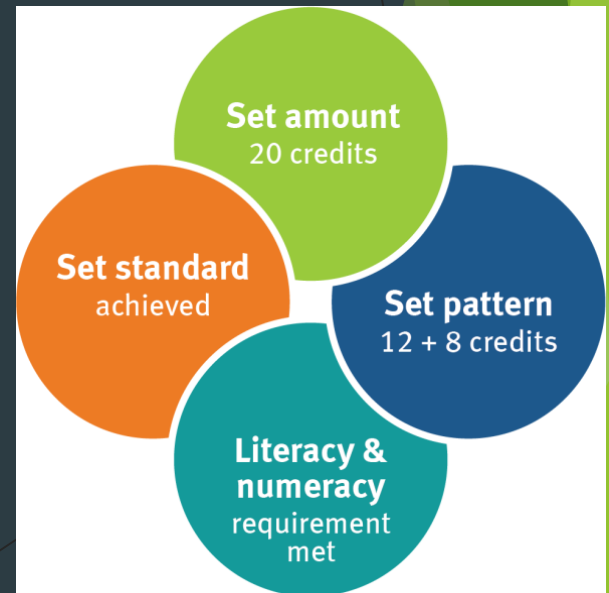 Set amount
20 credits
Set standard
achieved
Set pattern
12 + 8 credits
Literacy &
numeracy
requirement
met